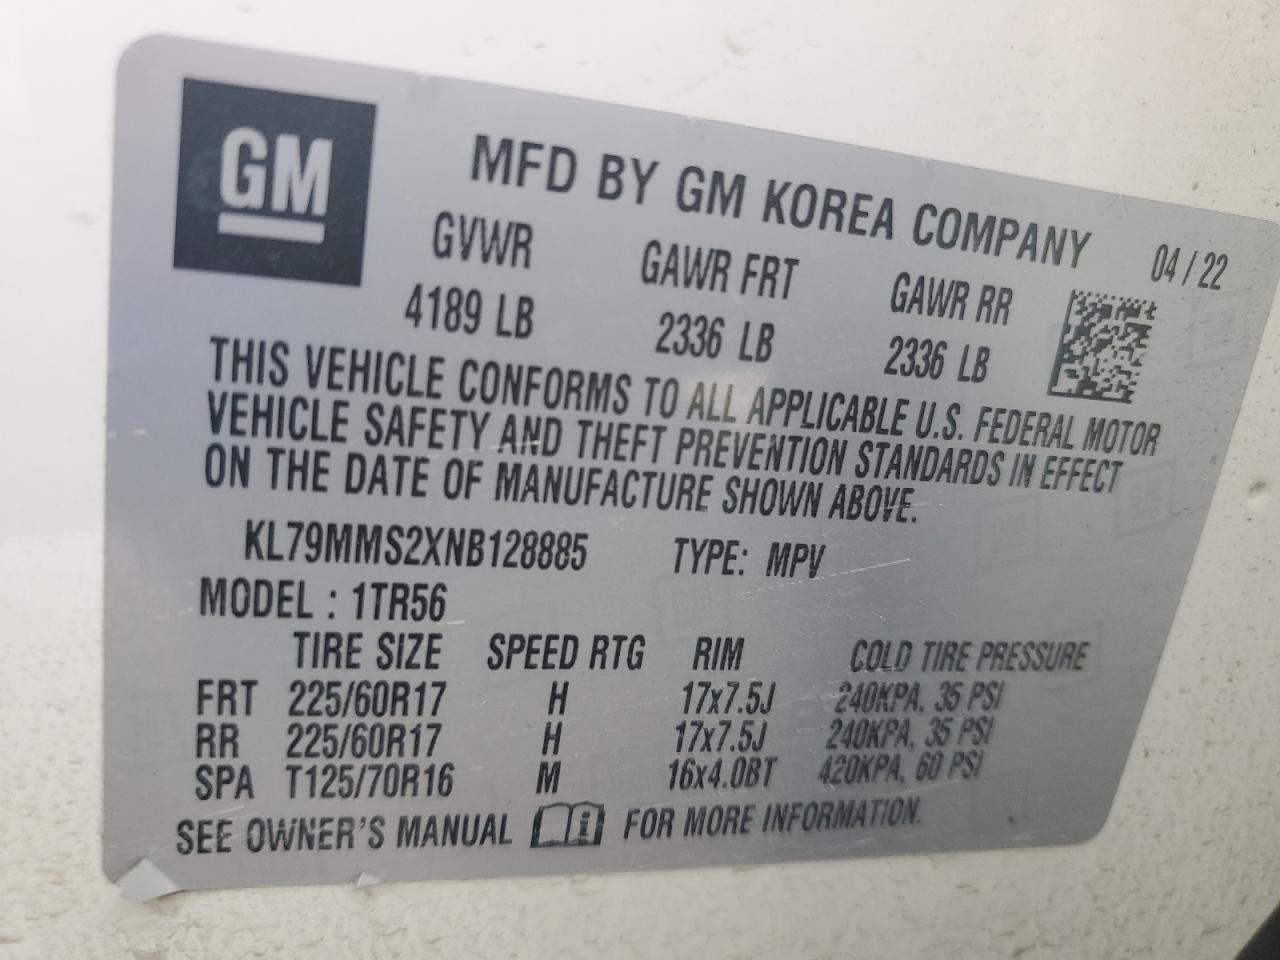 GM
MFD BY GM KOREA COMPANY 04 / 22
GVWR GAWR FRT GAWR RR
4189 LB 2336 LB 2336 LB
THIS VEHICLE CONFORMS TO ALL APPLICABLE U.S. FEDERAL MOTOR
VEHICLE SAFETY AND THEFT PREVENTION STANDARDS IN EFFECT
ON THE DATE OF MANUFACTURE SHOWN ABOVE.
KL79MMS2XNB128885 TYPE: MPV
MODEL : 1TR56
TIRE SIZE SPEED RTG RIM COLD TIRE PRESSURE
FRT 225/60R17 H 17x7.5J 240KPA, 35 PSI
RR 225/60R17 H 17x7.5J 240KPA, 35 PSI
SPA T125/70R16 M 16x4.0BT 420KPA, 60 PSI
SEE OWNER'S MANUAL i FOR MORE INFORMATION.